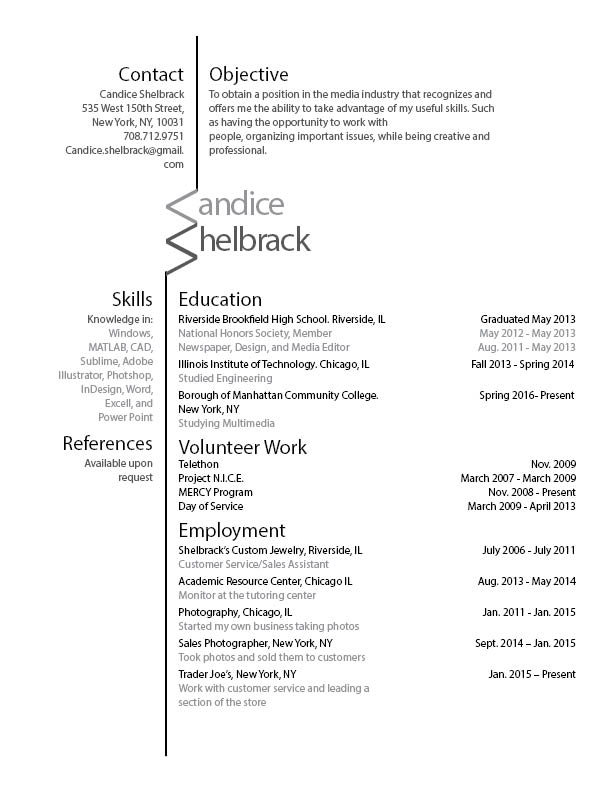 Contact
Candice Shelbrack
535 West 150th Street,
New York, NY, 10031
708.712.9751
Candice.shelbrack@gmail.
com
Objective
To obtain a position in the media industry that recognizes and
offers me the ability to take advantage of my useful skills. Such
as having the opportunity to work with
people, organizing important issues, while being creative and
professional.
Candice
Shelbrack
Skills
Knowledge in:
Windows,
MATLAB, CAD,
Sublime, Adobe
Illustrator, Photshop,
InDesign, Word,
Excell, and
Power Point
References
Available upon
request
Education
Riverside Brookfield High School. Riverside, IL Graduated May 2013
National Honors Society, Member May 2012 - May 2013
Newspaper, Design, and Media Editor Aug. 2011 - May 2013
Illinois Institute of Technology. Chicago, IL Fall 2013 - Spring 2014
Studied Engineering
Borough of Manhattan Community College. Spring 2016- Present
New York, NY
Studying Multimedia
Volunteer Work
Telethon Nov. 2009
Project N.I.C.E. March 2007 - March 2009
MERCY Program Nov. 2008 - Present
Day of Service March 2009 - April 2013
Employment
Shelbrack's Custom Jewelry, Riverside, IL July 2006 - July 2011
Customer Service/Sales Assistant
Academic Resource Center, Chicago IL Aug. 2013 - May 2014
Monitor at the tutoring center
Photography, Chicago, IL Jan. 2011 - Jan. 2015
Started my own business taking photos
Sales Photographer, New York, NY Sept. 2014 – Jan. 2015
Took photos and sold them to customers
Trader Joe's, New York, NY Jan. 2015 – Present
Work with customer service and leading a
section of the store